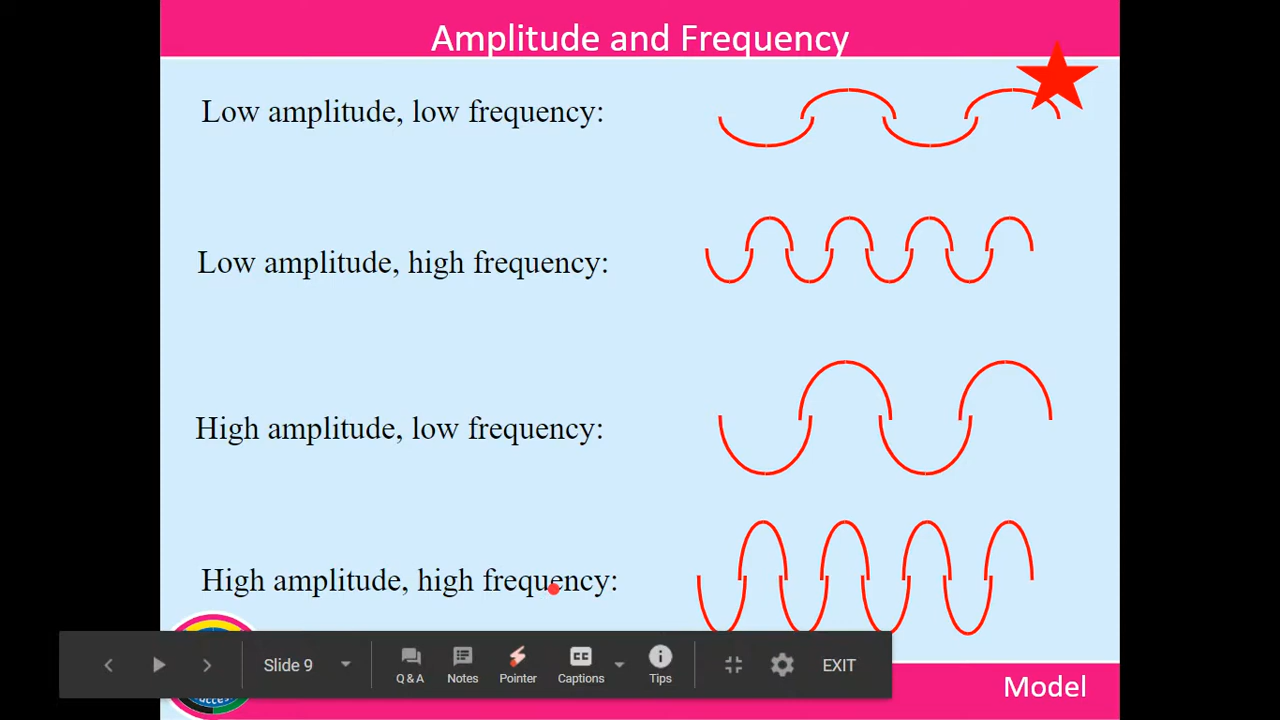 Amplitude and Frequency
Low amplitude, low frequency:
Low amplitude, high frequency:
High amplitude, low frequency:
High amplitude, high frequency:
Slide 9
Q & A
Notes
Pointer
CC
Captions
Tips
EXIT
Model